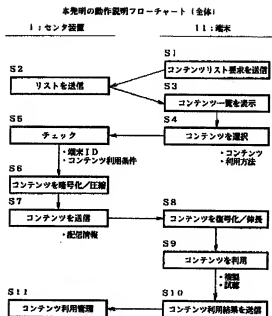 本発明の動作説明フローチャート（全体）
1：センタ装置
11：端末
S1
コンテンツリスト要求を送信
S2
リストを送信
S3
コンテンツ一覧を表示
S4
コンテンツを選択
・コンテンツ
・利用方法
S5
チェック
・端末ID
・コンテンツ利用条件
S6
コンテンツを暗号化／圧縮
S7
コンテンツを送信
・配信情報
S8
コンテンツを復号化／伸長
S9
コンテンツを利用
・複製
・試聴
S10
コンテンツ利用結果を送信
S11
コンテンツ利用管理